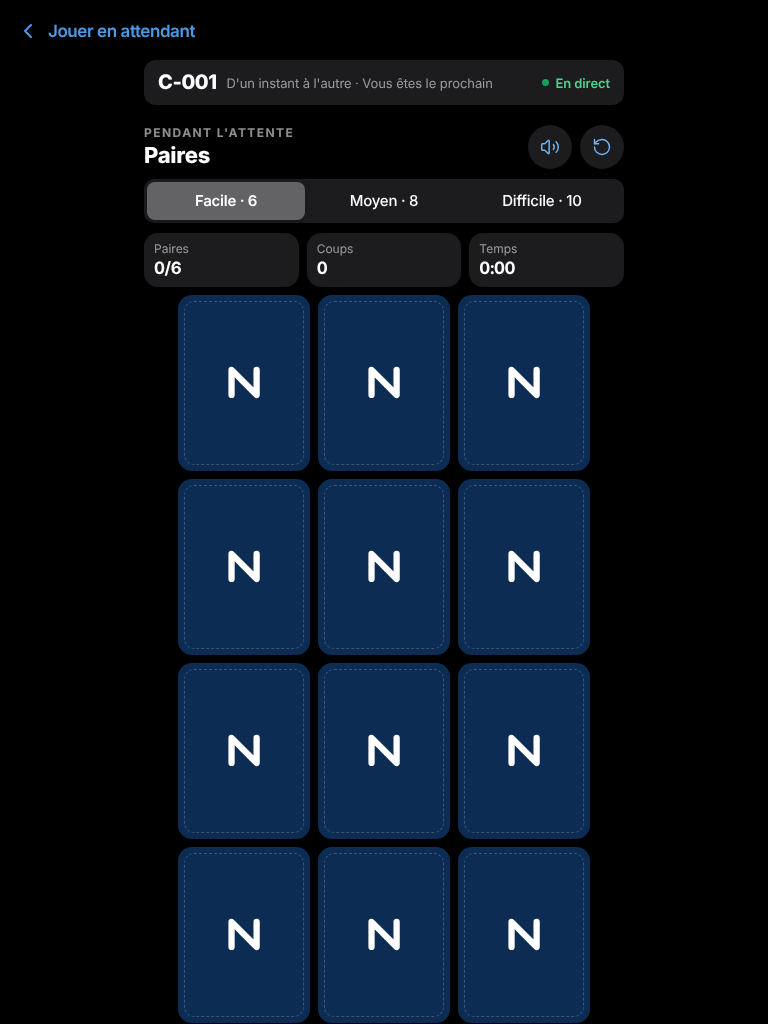 Jouer en attendant
C-001 D'un instant à l'autre · Vous êtes le prochain En direct
PENDANT L'ATTENTE
Paires
Facile · 6 Moyen · 8 Difficile · 10
Paires Coups Temps
0/6 0 0:00
N N N
N N N
N N N
N N N